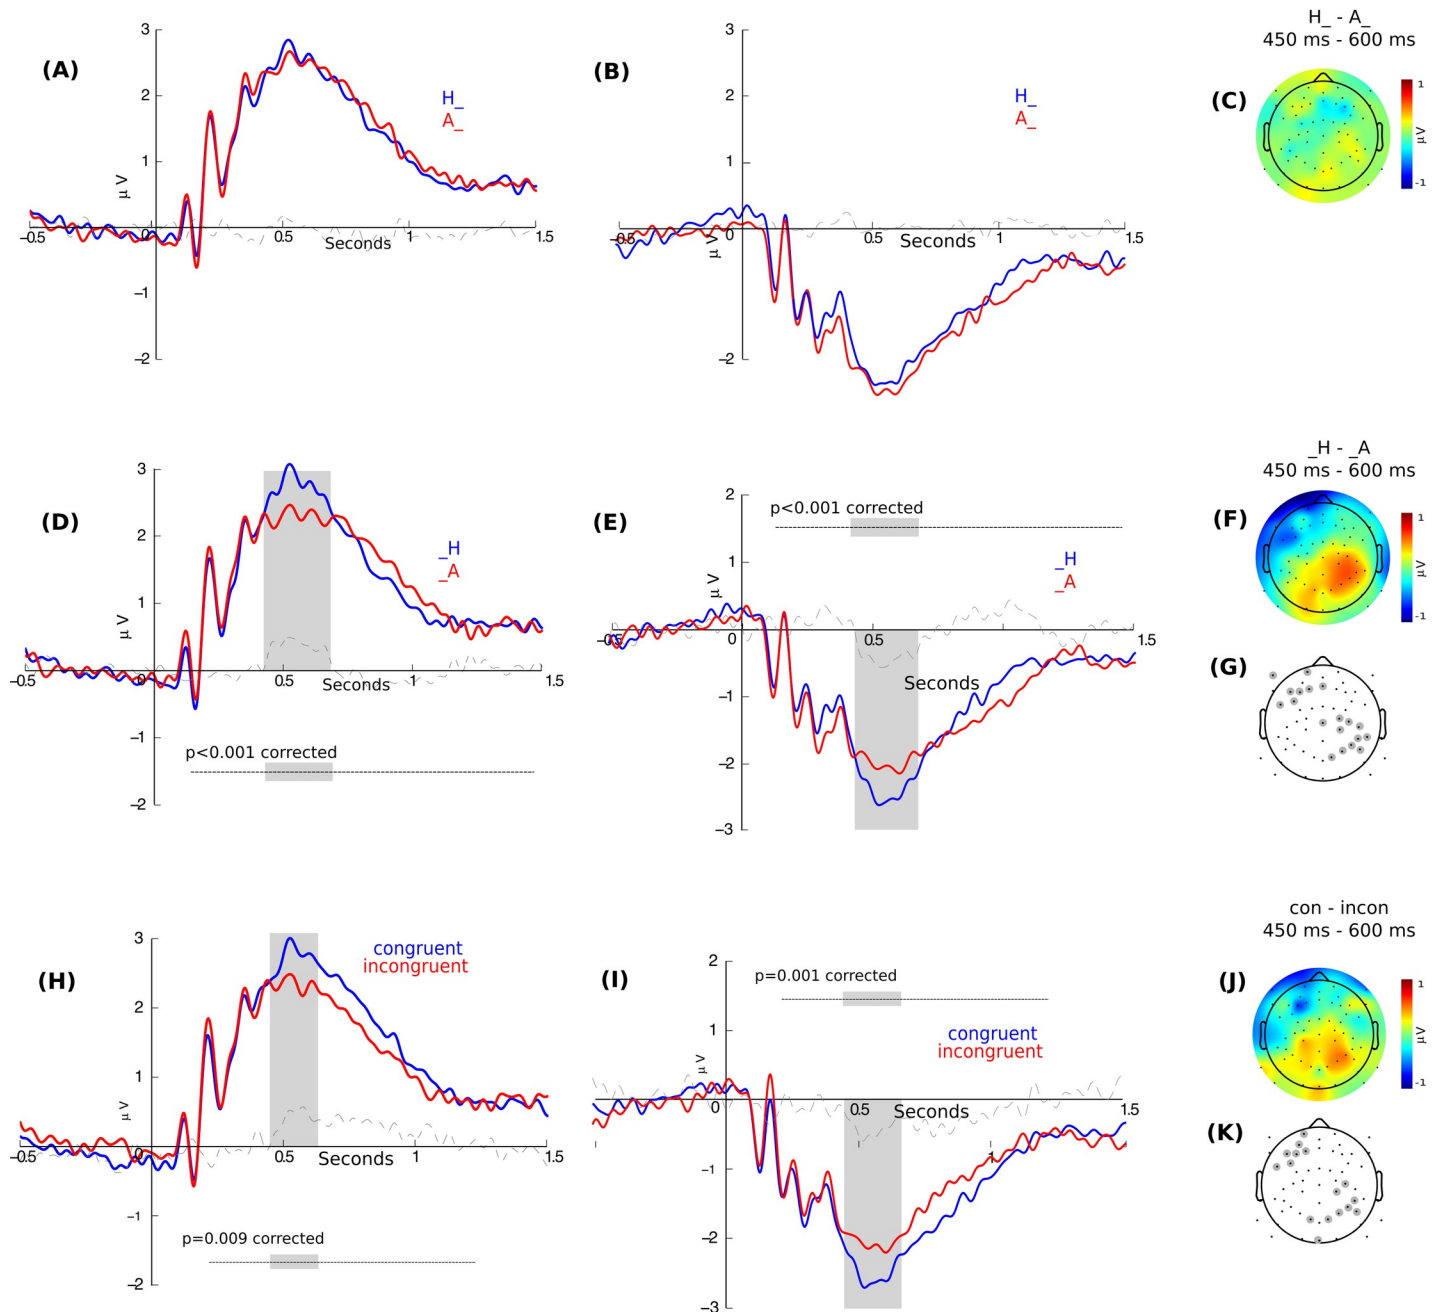 (A)
3
2
1
0
−1
−2
μ V
−0.5
0.5
1
1.5
Seconds
H_
A_
(B)
3
2
1
0
−2
μ V
−0.5
0.5
1
1.5
Seconds
H_
A_
H_ - A_
450 ms - 600 ms
(C)
1
μV
-1
(D)
3
2
1
0
−1
−2
μ V
−0.5
0.5
1
1.5
Seconds
_H
_A
p<0.001 corrected
(E)
p<0.001 corrected
2
1
0
−1
−2
−3
μ V
−0.5
0.5
1
1.5
Seconds
_H
_A
_H - _A
450 ms - 600 ms
(F)
1
μV
-1
(G)
(H)
3
2
1
0
−1
−2
μ V
−0.5
0.5
1
1.5
Seconds
congruent
incongruent
p=0.009 corrected
(I)
p=0.001 corrected
2
1
0
−1
−2
−3
μ V
0.5
1
1.5
Seconds
congruent
incongruent
con - incon
450 ms - 600 ms
(J)
1
μV
-1
(K)